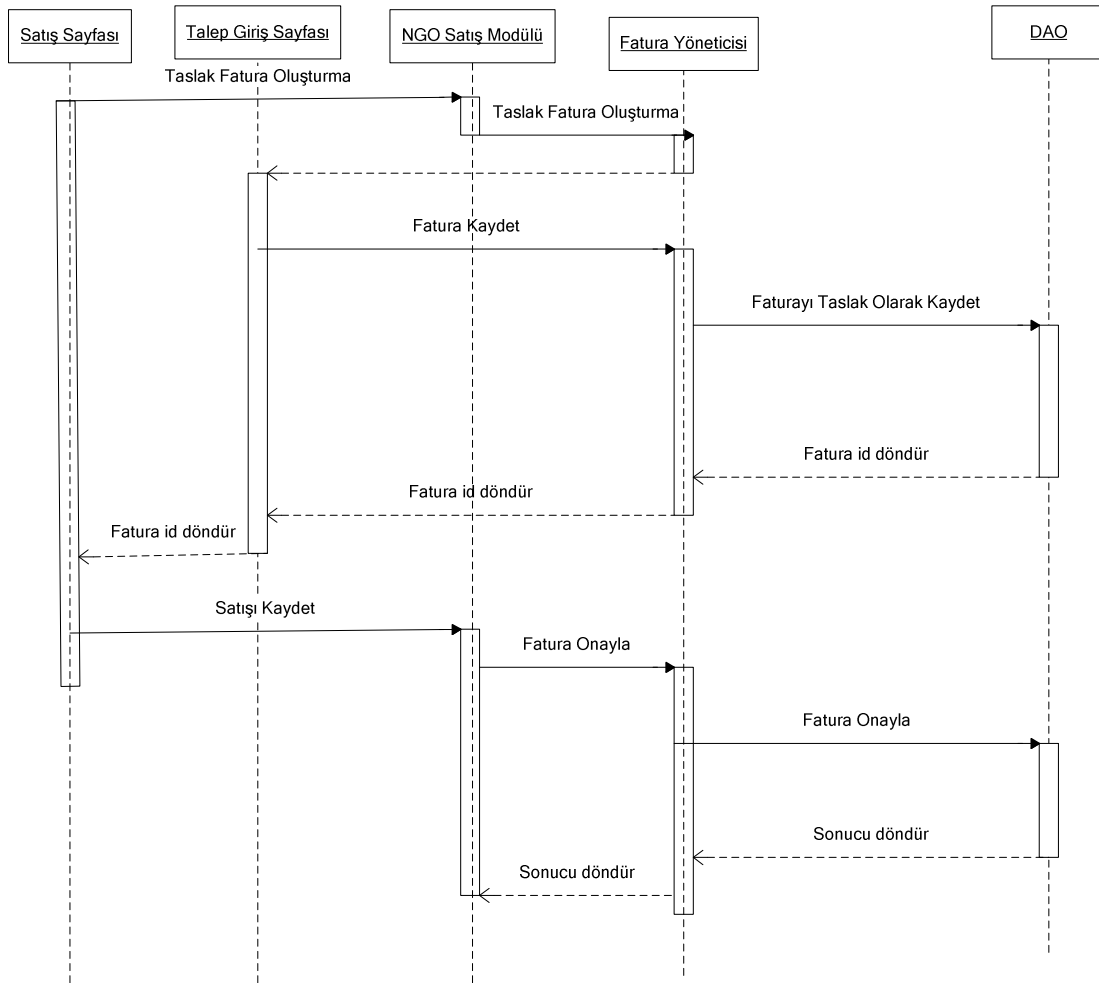 Satış Sayfası
Talep Giriş Sayfası
NGO Satış Modülü
Fatura Yöneticisi
DAO
Taslak Fatura Oluşturma
Taslak Fatura Oluşturma
Fatura Kaydet
Faturayı Taslak Olarak Kaydet
Fatura id döndür
Fatura id döndür
Fatura id döndür
Satışı Kaydet
Fatura Onayla
Fatura Onayla
Sonucu döndür
Sonucu döndür